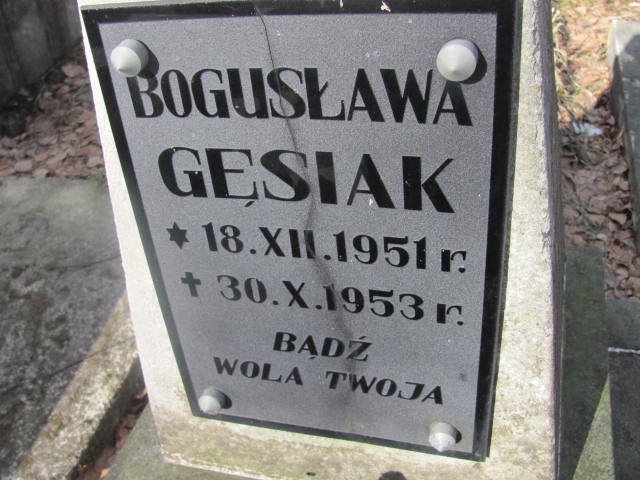 BOGUSŁAWA
GĘSIAK
* 18.XII.1951 r.
✝ 30.X.1953 r.
BĄDŹ
WOLA TWOJA